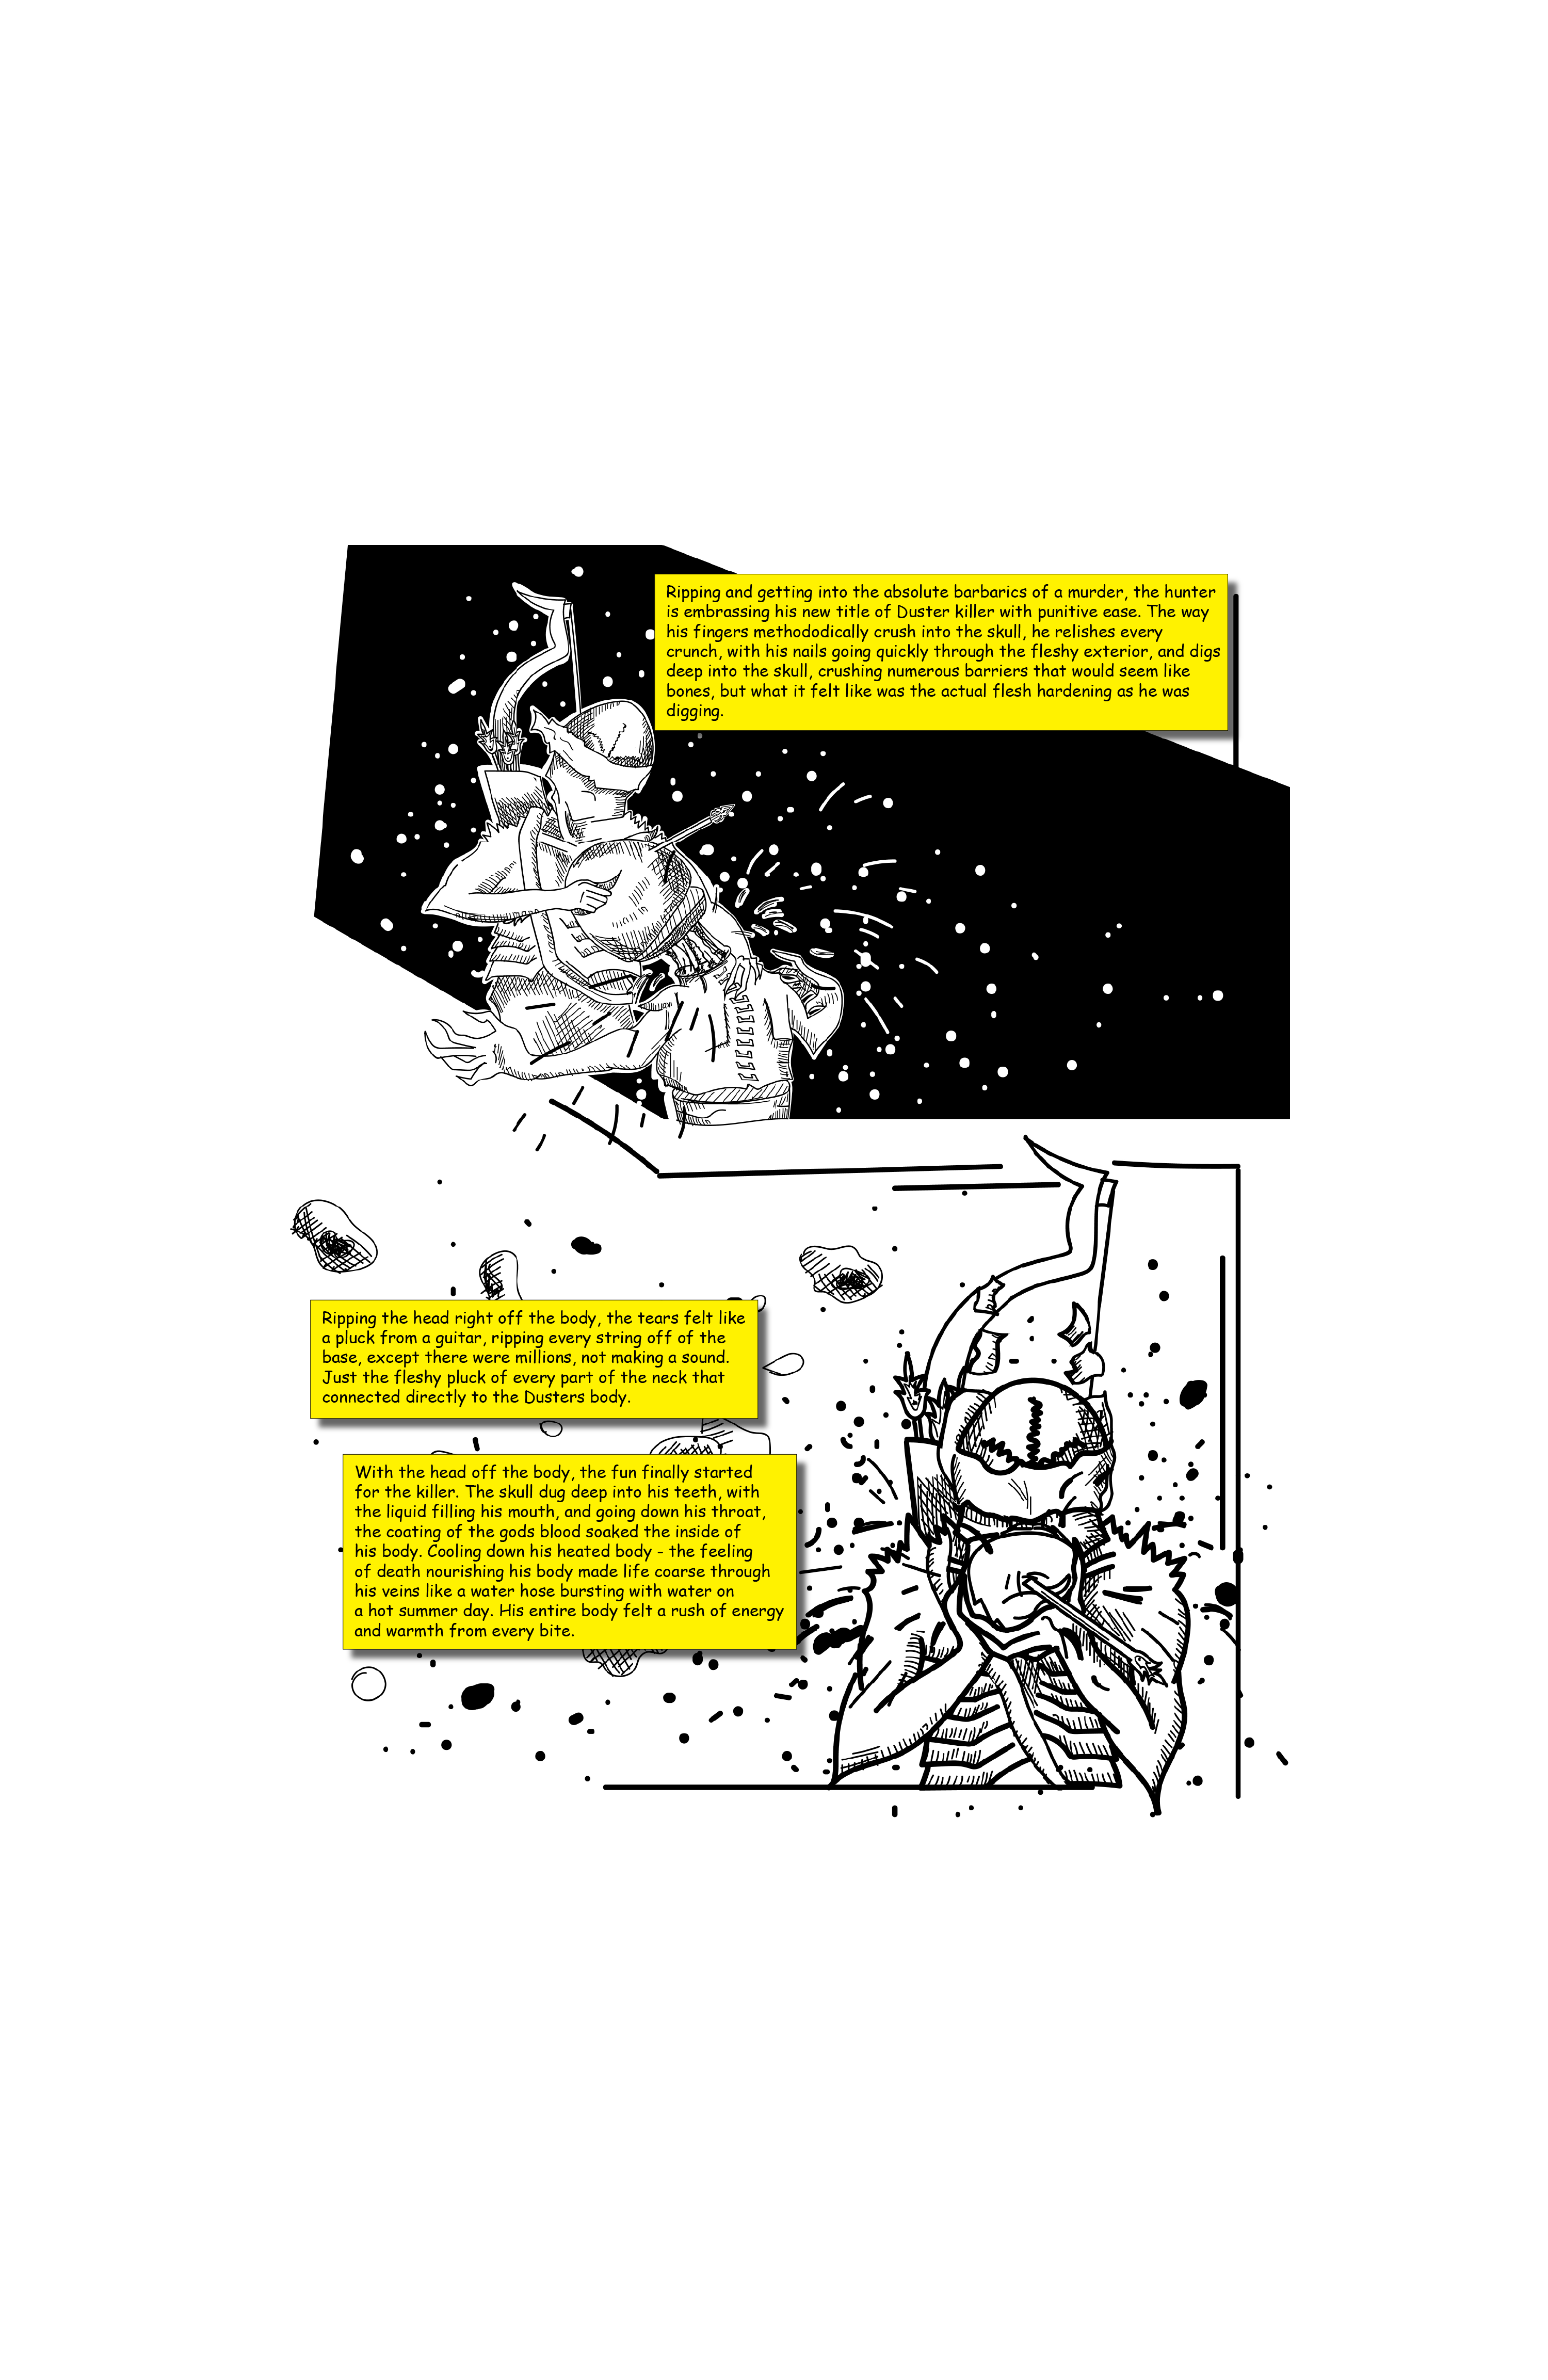 Ripping and getting into the absolute barbarics of a murder, the hunter
is embrassing his new title of Duster killer with punitive ease. The way
his fingers methododically crush into the skull, he relishes every
crunch, with his nails going quickly through the fleshy exterior, and digs
deep into the skull, crushing numerous barriers that would seem like
bones, but what it felt like was the actual flesh hardening as he was
digging.
Ripping the head right off the body, the tears felt like
a pluck from a guitar, ripping every string off of the
base, except there were millions, not making a sound.
Just the fleshy pluck of every part of the neck that
connected directly to the Dusters body.
With the head off the body, the fun finally started
for the killer. The skull dug deep into his teeth, with
the liquid filling his mouth, and going down his throat,
the coating of the gods blood soaked the inside of
his body. Cooling down his heated body - the feeling
of death nourishing his body made life coarse through
his veins like a water hose bursting with water on
a hot summer day. His entire body felt a rush of energy
and warmth from every bite.